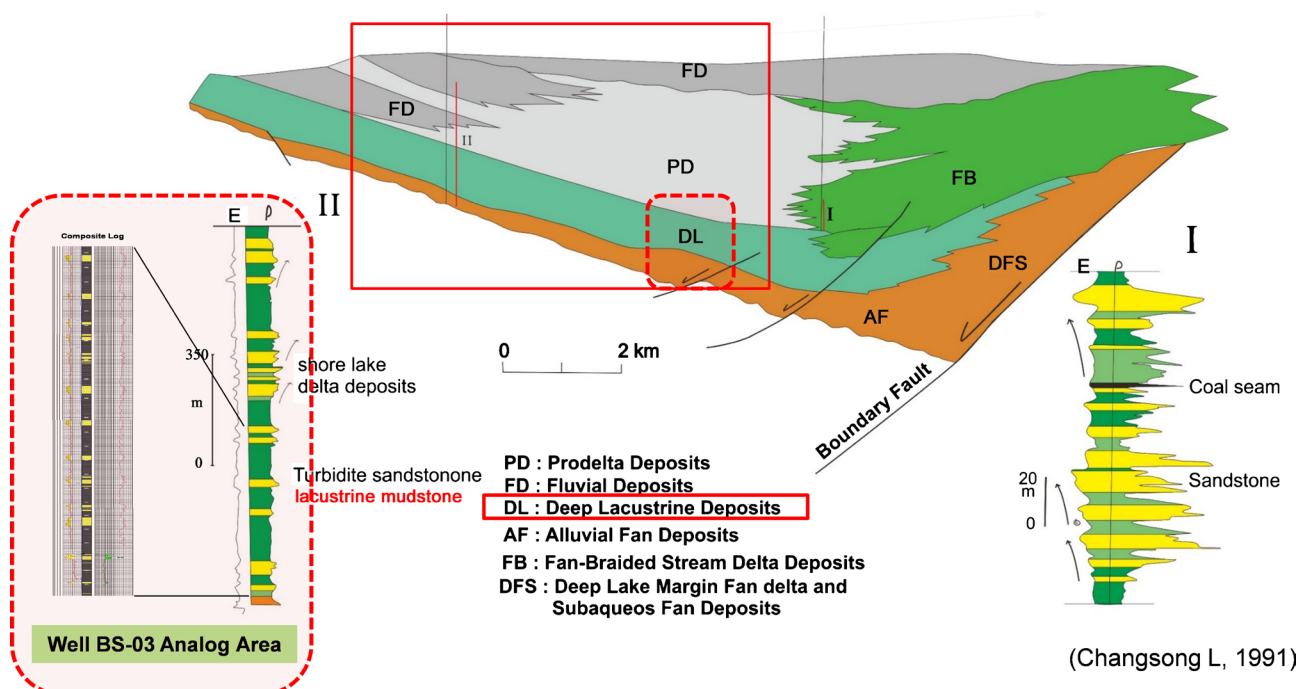 FD
FD
II
PD
FB
I
DL
DFS
AF
II
I
E ρ
Composite Log
350
m
0
shore lake
delta deposits
Turbidite sandstonone
lacustrine mudstone
Well BS-03 Analog Area
0 2 km
Boundary Fault
PD : Prodelta Deposits
FD : Fluvial Deposits
DL : Deep Lacustrine Deposits
AF : Alluvial Fan Deposits
FB : Fan-Braided Stream Delta Deposits
DFS : Deep Lake Margin Fan delta and
Subaqueos Fan Deposits
E ρ
Coal seam
Sandstone
20
m
0
(Changsong L, 1991)